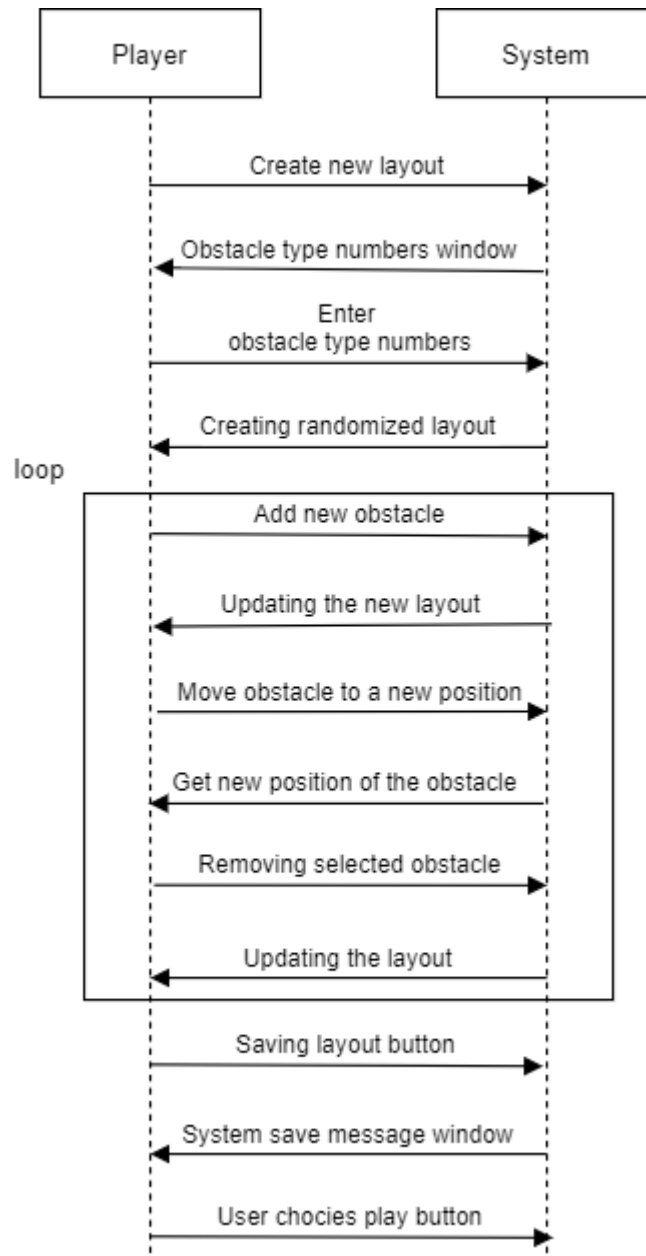 Player
System
Create new layout
Obstacle type numbers window
Enter
obstacle type numbers
Creating randomized layout
loop
Add new obstacle
Updating the new layout
Move obstacle to a new position
Get new position of the obstacle
Removing selected obstacle
Updating the layout
Saving layout button
System save message window
User chocies play button